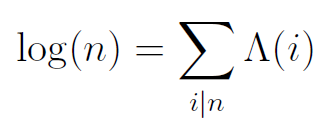 log(n) = ∑ Λ(i)
i|n